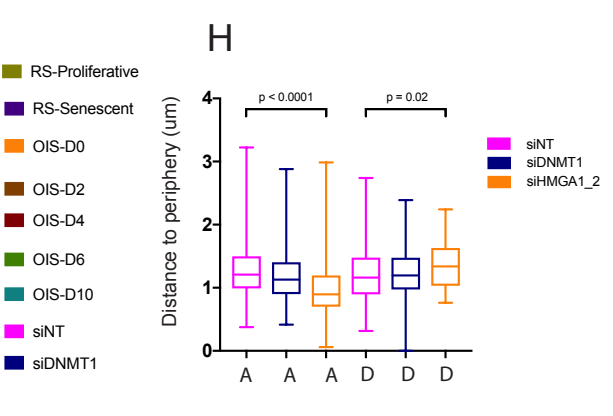 H
RS-Proliferative
RS-Senescent
OIS-D0
OIS-D2
OIS-D4
OIS-D6
OIS-D10
siNT
siDNMT1
Distance to periphery (um)
4
3
2
1
0
p < 0.0001
p = 0.02
A A A D D D
siNT
siDNMT1
siHMGA1_2